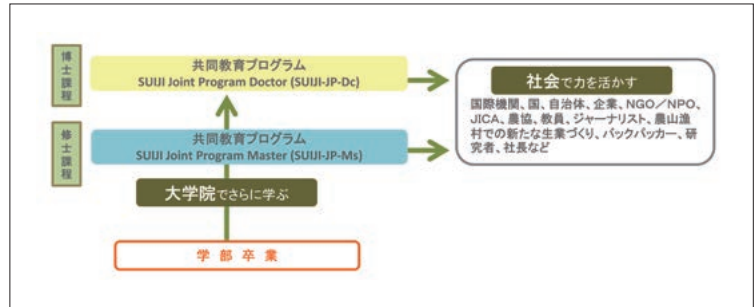 博士課程
共同教育プログラム
SUIJI Joint Program Doctor (SUIJI-JP-Dc)
修士課程
共同教育プログラム
SUIJI Joint Program Master (SUIJI-JP-Ms)
大学院でさらに学ぶ
学部卒業
社会で力を活かす
国際機関、国、自治体、企業、NGO／NPO、
JICA、農協、教員、ジャーナリスト、農山漁
村での新たな生業づくり、バックパッカー、研
究者、社長など